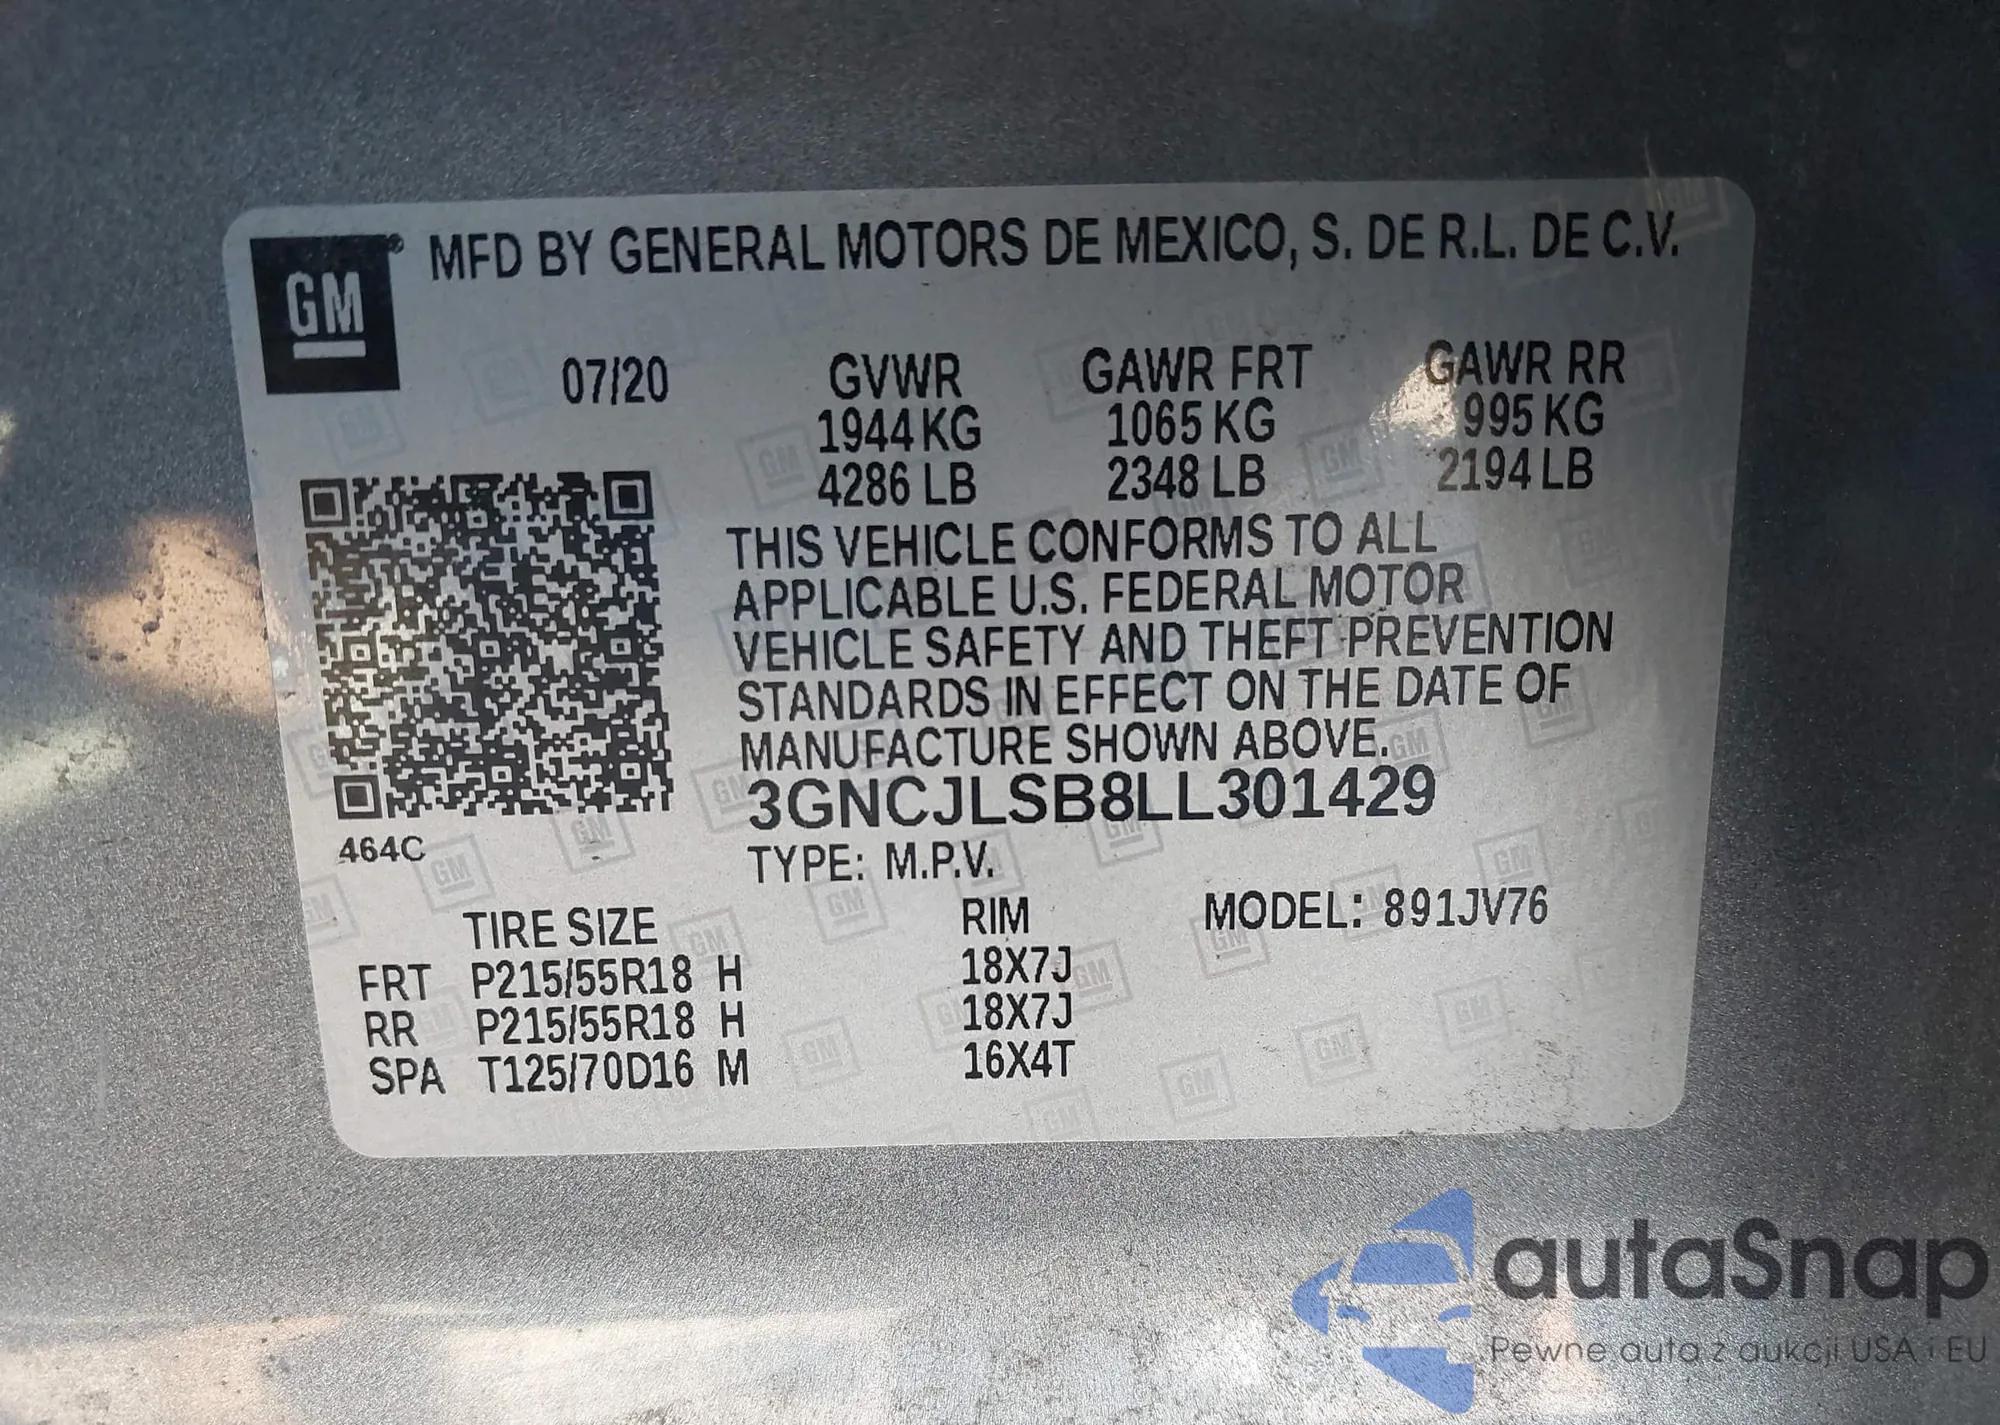 GM ® MFD BY GENERAL MOTORS DE MEXICO, S. DE R.L. DE C.V.
07/20 GVWR GAWR FRT GAWR RR
1944 KG 1065 KG 995 KG
4286 LB 2348 LB 2194 LB
THIS VEHICLE CONFORMS TO ALL
APPLICABLE U.S. FEDERAL MOTOR
VEHICLE SAFETY AND THEFT PREVENTION
STANDARDS IN EFFECT ON THE DATE OF
MANUFACTURE SHOWN ABOVE.
3GNCJLSB8LL301429
464C
TYPE: M.P.V.
TIRE SIZE RIM MODEL: 891JV76
FRT P215/55R18 H 18X7J
RR P215/55R18 H 18X7J
SPA T125/70D16 M 16X4T
autaSnap
Pewne auta z aukcji USA i EU